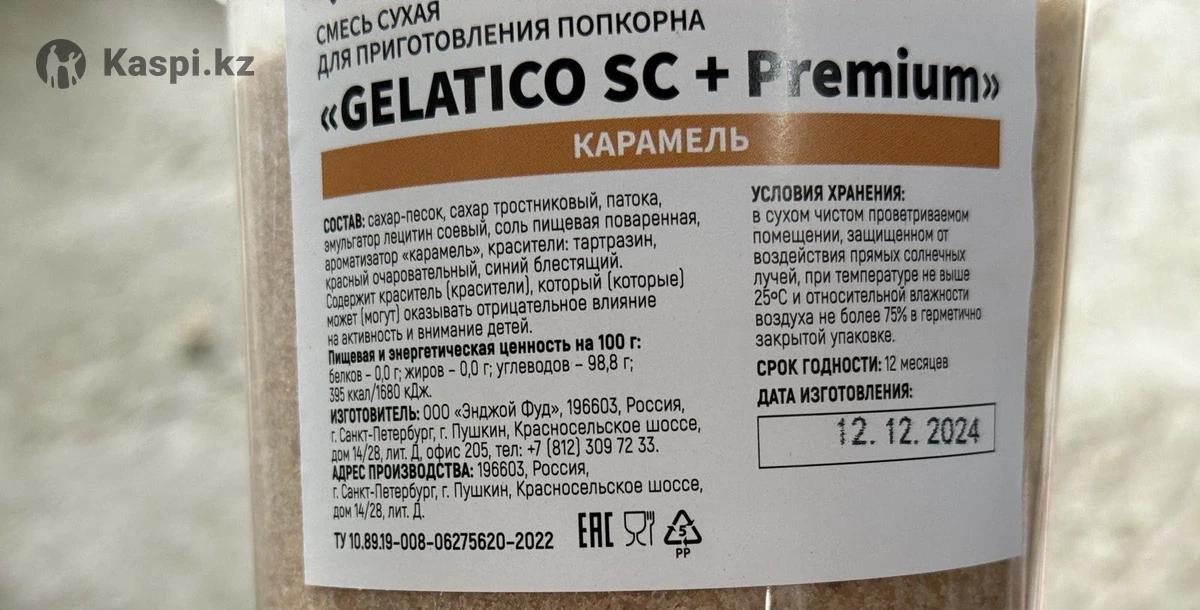 Kaspi.kz
СМЕСЬ СУХАЯ
ДЛЯ ПРИГОТОВЛЕНИЯ ПОПКОРНА
«GELATICO SC + Premium»
КАРАМЕЛЬ
СОСТАВ: сахар-песок, сахар тростниковый, патока,
эмульгатор лецитин соевый, соль пищевая поваренная,
ароматизатор «карамель», красители: тартразин,
красный очаровательный, синий блестящий.
Содержит краситель (красители), который (которые)
может (могут) оказывать отрицательное влияние
на активность и внимание детей.
Пищевая и энергетическая ценность на 100 г:
белков – 0,0 г; жиров – 0,0 г; углеводов – 98,8 г;
395 ккал/1680 кДж.
ИЗГОТОВИТЕЛЬ: ООО «Энджой Фуд», 196603, Россия,
г. Санкт-Петербург, г. Пушкин, Красносельское шоссе,
дом 14/28, лит. Д, офис 205, тел: +7 (812) 309 72 33.
АДРЕС ПРОИЗВОДСТВА: 196603, Россия,
г. Санкт-Петербург, г. Пушкин, Красносельское шоссе,
дом 14/28, лит. Д.
ТУ 10.89.19-008-06275620-2022
EAC
5
PP
УСЛОВИЯ ХРАНЕНИЯ:
в сухом чистом проветриваемом
помещении, защищенном от
воздействия прямых солнечных
лучей, при температуре не выше
25ºС и относительной влажности
воздуха не более 75% в герметично
закрытой упаковке.
СРОК ГОДНОСТИ: 12 месяцев
ДАТА ИЗГОТОВЛЕНИЯ:
12. 12. 2024